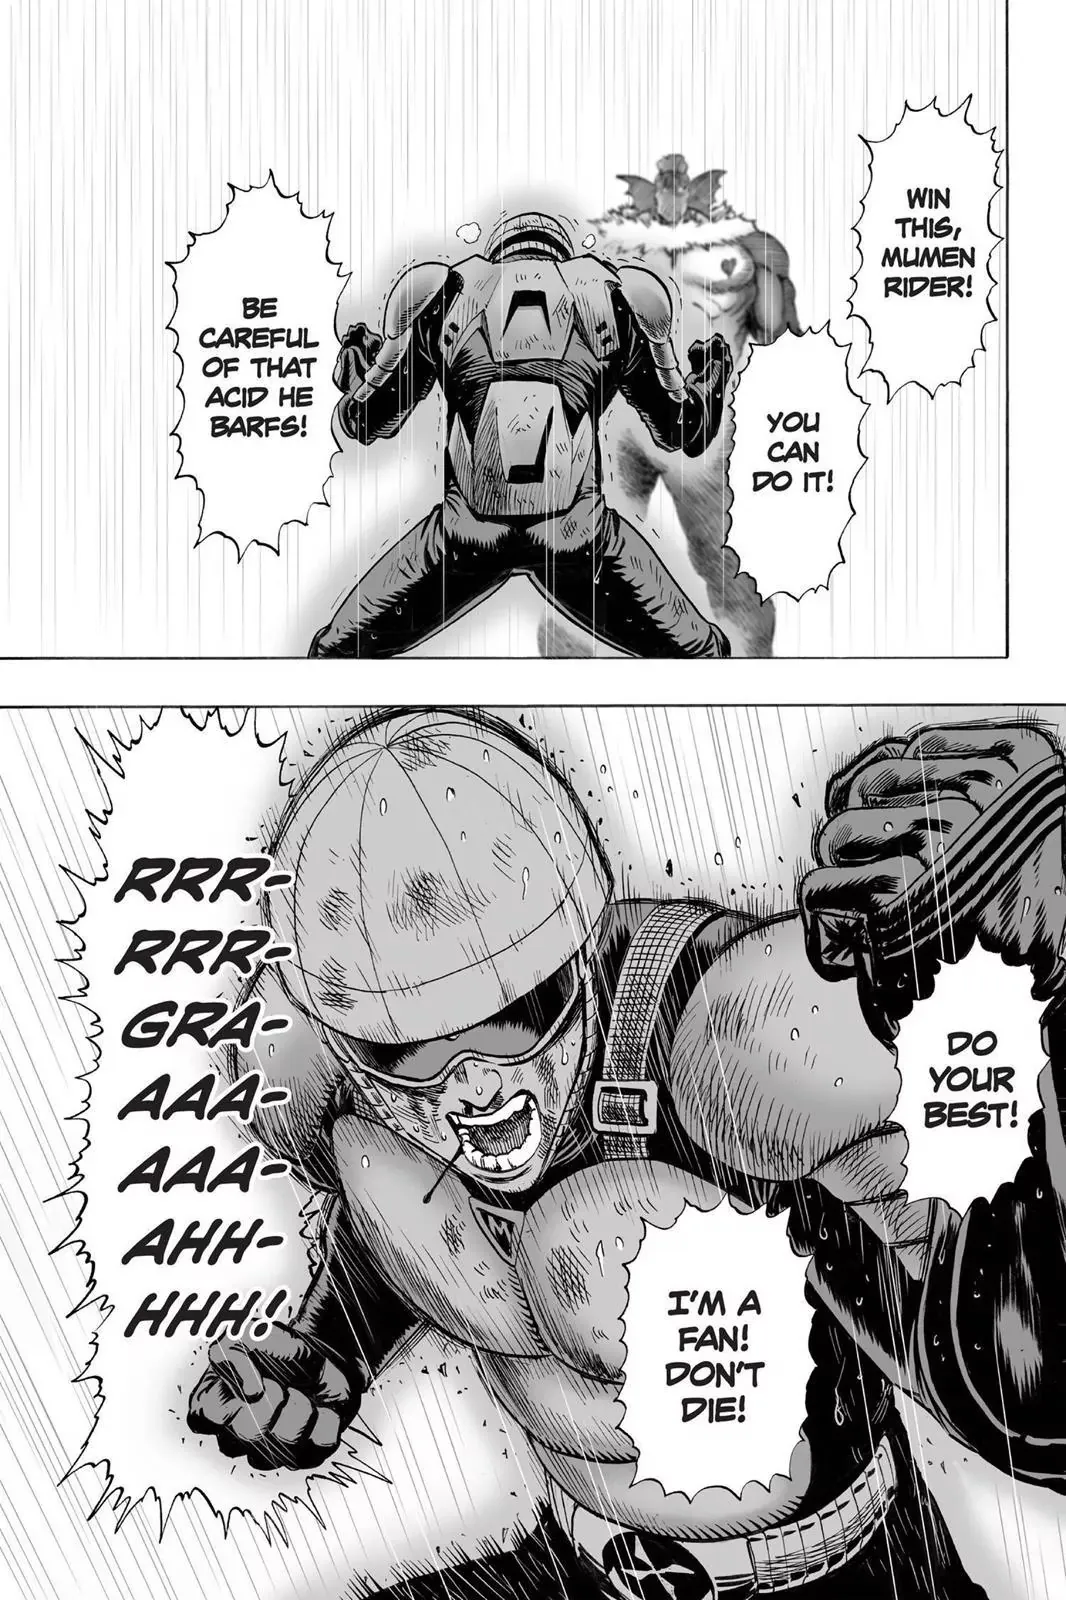 WIN
THIS,
MUMEN
RIDER!
YOU
CAN
DO IT!
BE
CAREFUL
OF THAT
ACID HE
BARFS!
DO
YOUR
BEST!
I'M A
FAN!
DON'T
DIE!
RRR-
RRR-
GRA-
AAA-
AAA-
AHH-
HHH!
M